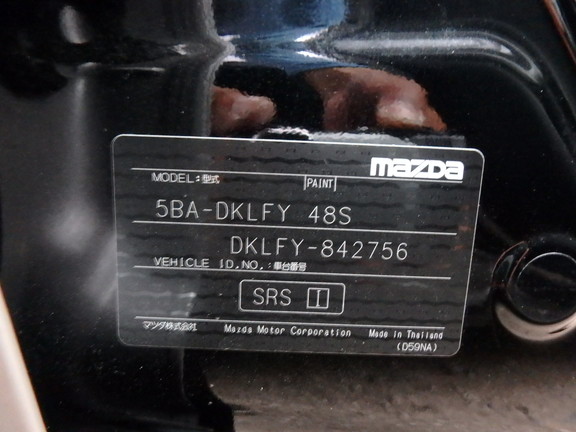 mazda
MODEL:型式 PAINT
5BA-DKLFY 48S
DKLFY-842756
VEHICLE ID.NO.:車台番号
SRS I
マツダ株式会社 Mazda Motor Corporation Made in Thailand
(D59NA)